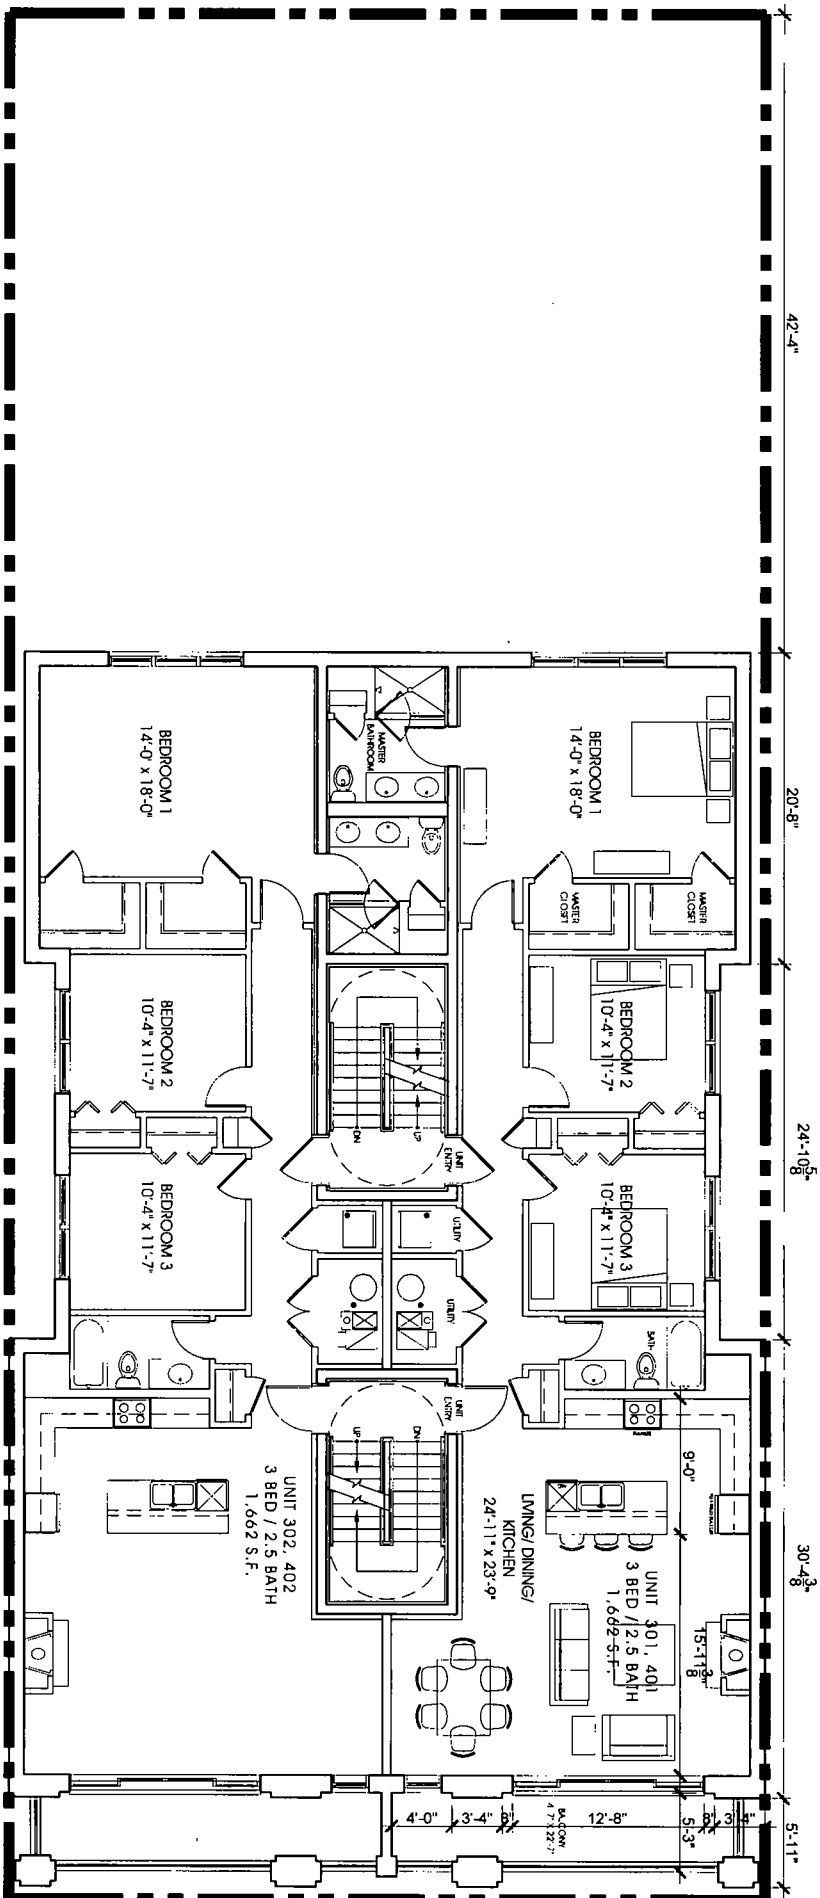 42'-4"
20'-8"
24'-10 5/8"
30'-4 3/8"
5'-11"
BEDROOM 1
14'-0" x 18'-0"
MASTER
BATHROOM
BEDROOM 1
14'-0" x 18'-0"
MASTER
CLOSET
MASTER
CLOSET
BEDROOM 2
10'-4" x 11'-7"
BEDROOM 2
10'-4" x 11'-7"
DN
UP
UNIT
ENTRY
BEDROOM 3
10'-4" x 11'-7"
BEDROOM 3
10'-4" x 11'-7"
UTILITY
UTILITY
BATH
UNIT
ENTRY
UP
DN
9'-0"
UNIT 302, 402
3 BED / 2.5 BATH
1,662 S.F.
LIVING/ DINING/
KITCHEN
24'-11" x 23'-9"
UNIT 301, 401
3 BED / 2.5 BATH
1,662 S.F.
15'-11 3/8"
4'-0"
3'-4"
8"
BALCONY
4'-7" x 22'-7"
12'-8"
5'-3"
8"
3'-4"